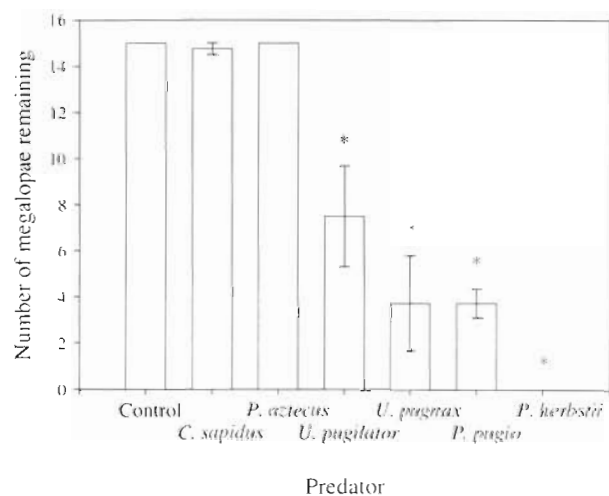 Number of megalopae remaining
16
14
12
10
8
6
4
2
0
*
*
*
Control
P. aztecus
U. pugnax
P. herbstii
C. sapidus
U. pugilator
P. pugio
Predator